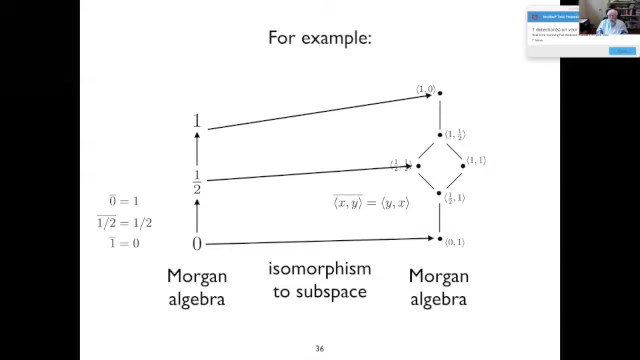 For example:
⟨1, 0⟩
1
⟨1, 1/2⟩
1/2
⟨1/2, 1/2⟩
⟨1, 1⟩
0̅ = 1
\overline{⟨x, y⟩} = ⟨y, x⟩
⟨1/2, 1⟩
\overline{1/2} = 1/2
1̅ = 0
0
⟨0, 1⟩
Morgan
algebra
isomorphism
to subspace
Morgan
algebra
36